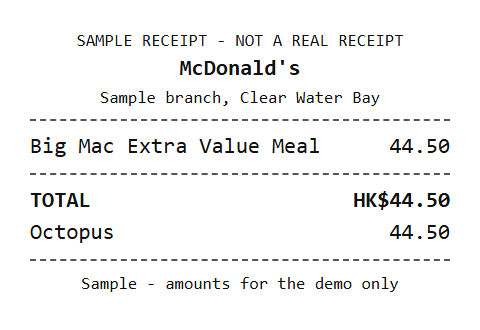 SAMPLE RECEIPT - NOT A REAL RECEIPT
McDonald's
Sample branch, Clear Water Bay
Big Mac Extra Value Meal 44.50
TOTAL HK$44.50
Octopus 44.50
Sample - amounts for the demo only